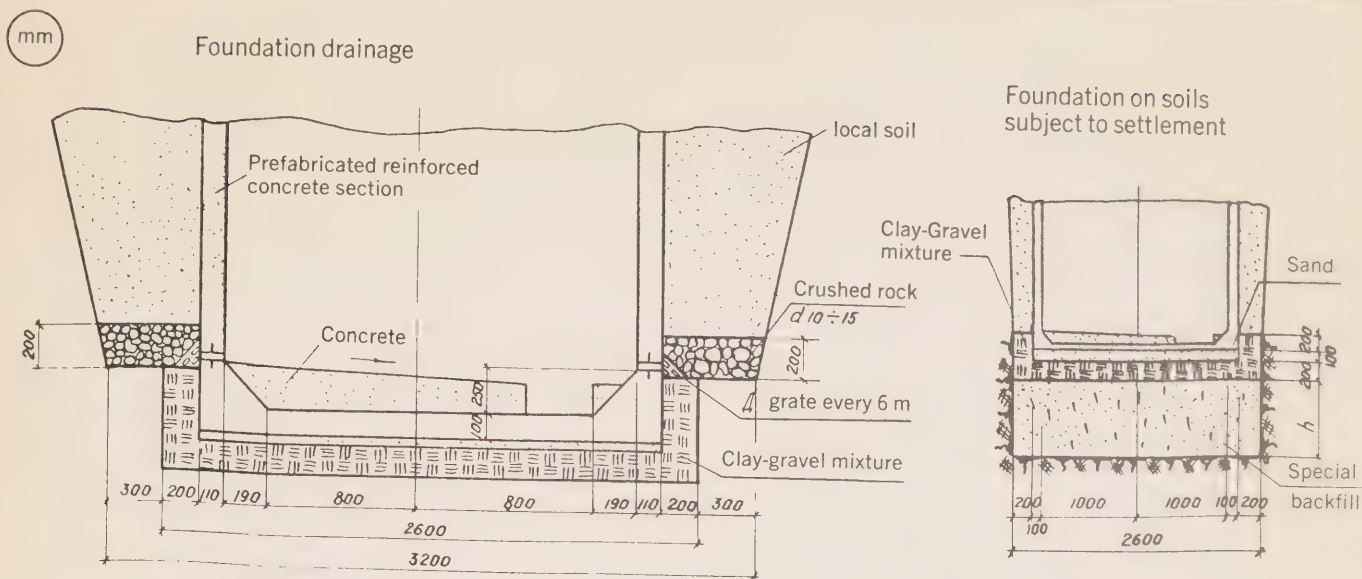 mm
Foundation drainage
Prefabricated reinforced
concrete section
local soil
Concrete
Crushed rock
d 10÷15
grate every 6 m
Clay-gravel mixture
200
200
250
100
300 200 110 190 800 800 190 110 200 300
2600
3200
Foundation on soils
subject to settlement
Clay-Gravel
mixture
Sand
200
100
200
h
Special
backfill
200 1000 1000 100 200
100
2600